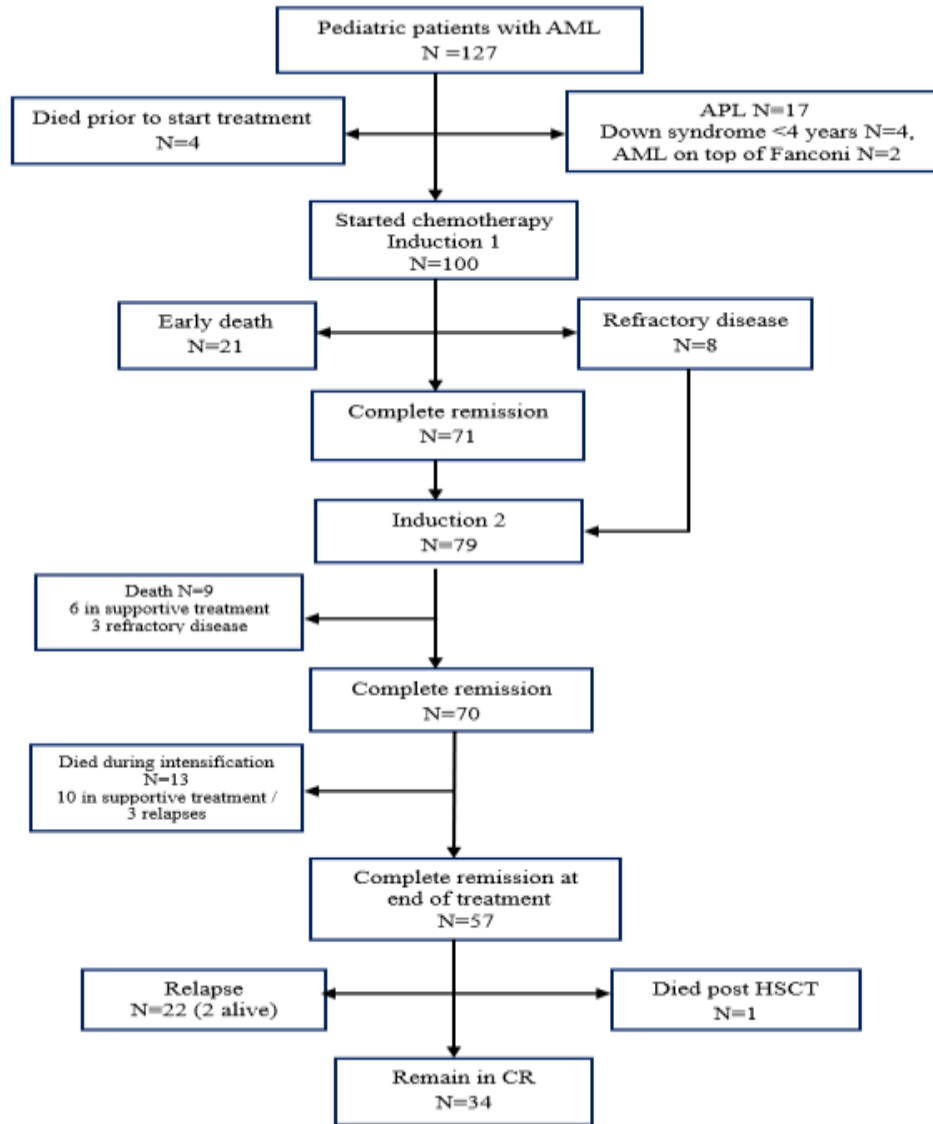 Pediatric patients with AML
N =127
Died prior to start treatment
N=4
APL N=17
Down syndrome <4 years N=4,
AML on top of Fanconi N=2
Started chemotherapy
Induction 1
N=100
Early death
N=21
Refractory disease
N=8
Complete remission
N=71
Induction 2
N=79
Death N=9
6 in supportive treatment
3 refractory disease
Complete remission
N=70
Died during intensification
N=13
10 in supportive treatment /
3 relapses
Complete remission at
end of treatment
N=57
Relapse
N=22 (2 alive)
Died post HSCT
N=1
Remain in CR
N=34